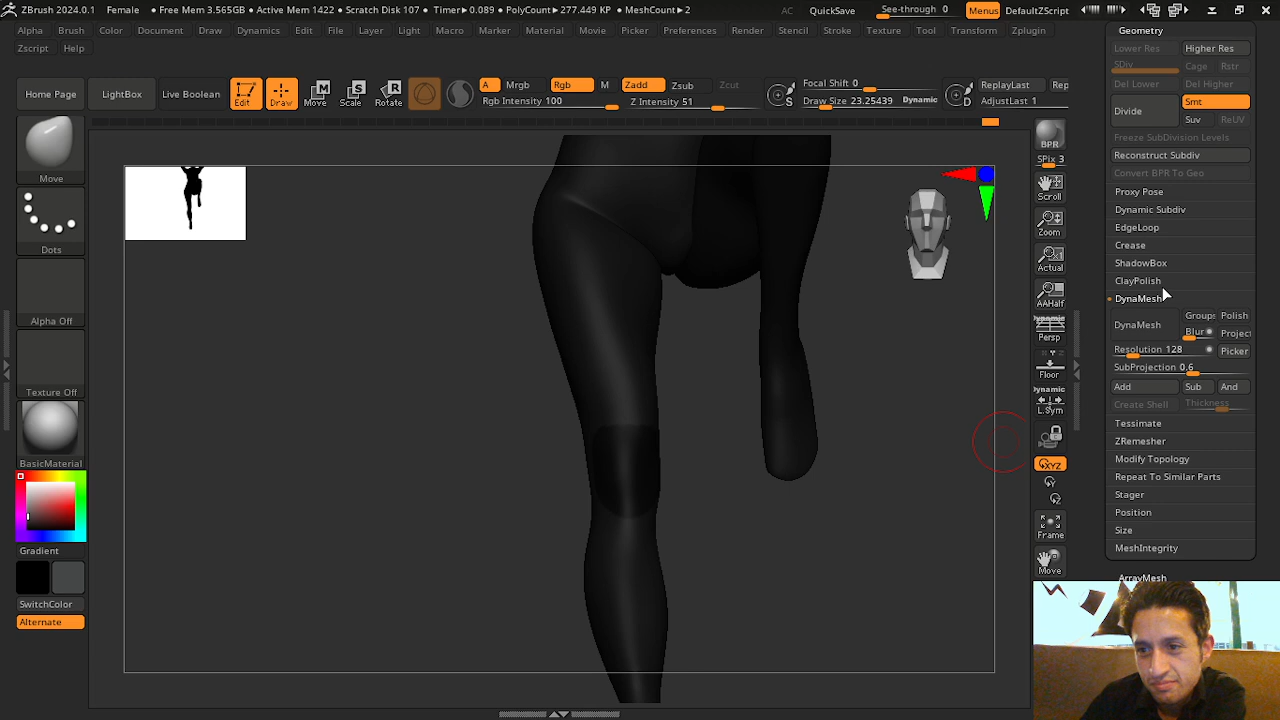 ZBrush 2024.0.1 Female • Free Mem 3.565GB • Active Mem 1422 • Scratch Disk 107 • Timer▸0.089 • PolyCount▸277.449 KP • MeshCount▸2 AC QuickSave See-through 0 Menus DefaultZScript
Alpha Brush Color Document Draw Dynamics Edit File Layer Light Macro Marker Material Movie Picker Preferences Render Stencil Stroke Texture Tool Transform Zplugin
Zscript Help
Home Page LightBox Live Boolean Edit Draw Move Scale Rotate
A Mrgb Rgb M Zadd Zsub Zcut
Rgb Intensity 100 Z Intensity 51
Focal Shift 0
Draw Size 23.25439 Dynamic
S
D
ReplayLast Rep
AdjustLast 1
Move
Dots
Alpha Off
Texture Off
BasicMaterial
Gradient
SwitchColor
Alternate
BPR
SPix 3
Scroll
Zoom
Actual
AAHalf
Dynamic
Persp
Floor
Dynamic
L.Sym
XYZ
Y
Z
Frame
Move
Geometry
Lower Res Higher Res
SDiv Cage Rstr
Del Lower Del Higher
Divide Smt
Suv ReUV
Freeze SubDivision Levels
Reconstruct Subdiv
Convert BPR To Geo
Proxy Pose
Dynamic Subdiv
EdgeLoop
Crease
ShadowBox
ClayPolish
DynaMesh
DynaMesh Groups Polish
Blur Project
Resolution 128 Picker
SubProjection 0.6
Add Sub And
Create Shell Thickness
Tessimate
ZRemesher
Modify Topology
Repeat To Similar Parts
Stager
Position
Size
MeshIntegrity
ArrayMesh